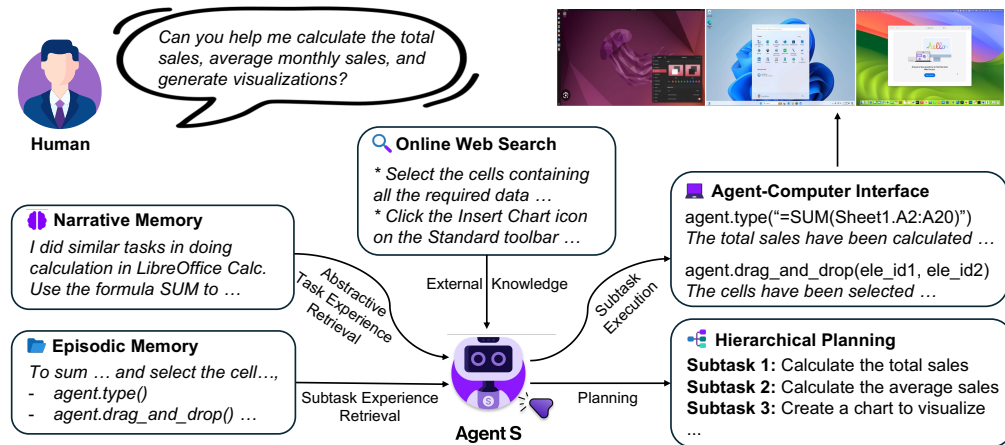 Can you help me calculate the total
sales, average monthly sales, and
generate visualizations?
Human
Online Web Search
* Select the cells containing
all the required data …
* Click the Insert Chart icon
on the Standard toolbar …
Narrative Memory
I did similar tasks in doing
calculation in LibreOffice Calc.
Use the formula SUM to …
Abstractive
Task Experience
Retrieval
External Knowledge
Subtask
Execution
Agent-Computer Interface
agent.type(“=SUM(Sheet1.A2:A20)”)
The total sales have been calculated …
agent.drag_and_drop(ele_id1, ele_id2)
The cells have been selected …
Episodic Memory
To sum … and select the cell…,
- agent.type()
- agent.drag_and_drop() …
Subtask Experience
Retrieval
S
Agent S
Planning
Hierarchical Planning
Subtask 1: Calculate the total sales
Subtask 2: Calculate the average sales
Subtask 3: Create a chart to visualize
...